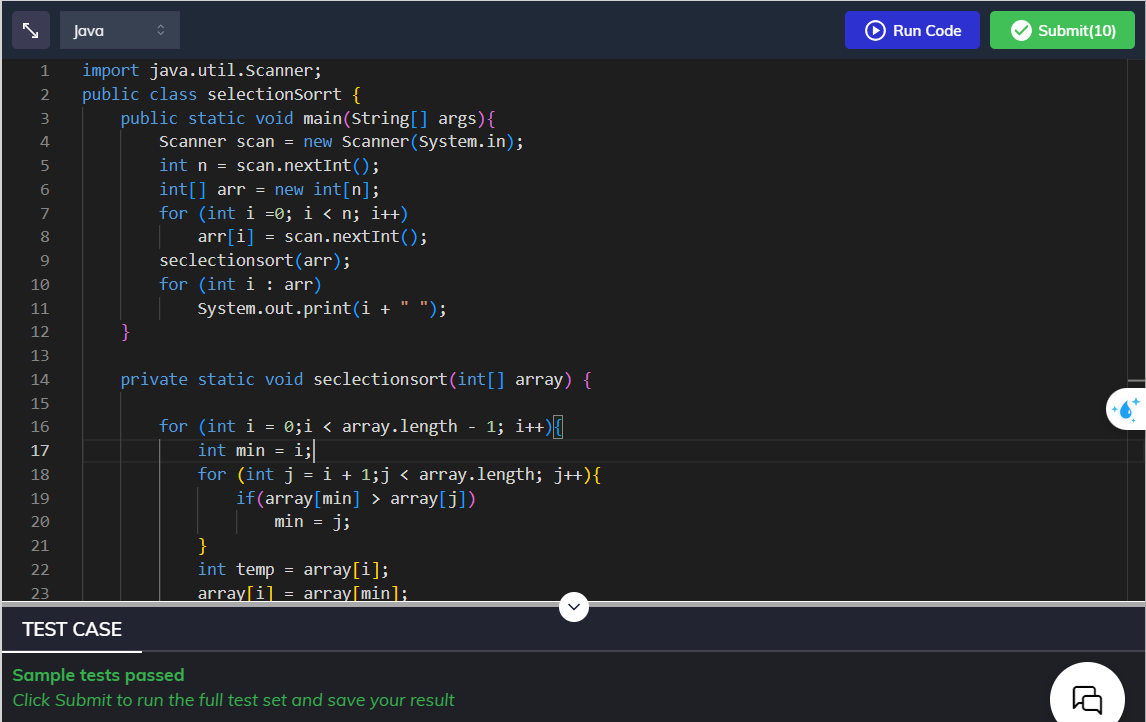 Java
Run Code
Submit(10)
1 import java.util.Scanner;
2 public class selectionSorrt {
3 public static void main(String[] args){
4 Scanner scan = new Scanner(System.in);
5 int n = scan.nextInt();
6 int[] arr = new int[n];
7 for (int i =0; i < n; i++)
8 arr[i] = scan.nextInt();
9 seclectionsort(arr);
10 for (int i : arr)
11 System.out.print(i + " ");
12 }
13
14 private static void seclectionsort(int[] array) {
15
16 for (int i = 0;i < array.length - 1; i++){
17 int min = i;
18 for (int j = i + 1;j < array.length; j++){
19 if(array[min] > array[j])
20 min = j;
21 }
22 int temp = array[i];
23 array[i] = array[min];
TEST CASE
Sample tests passed
Click Submit to run the full test set and save your result